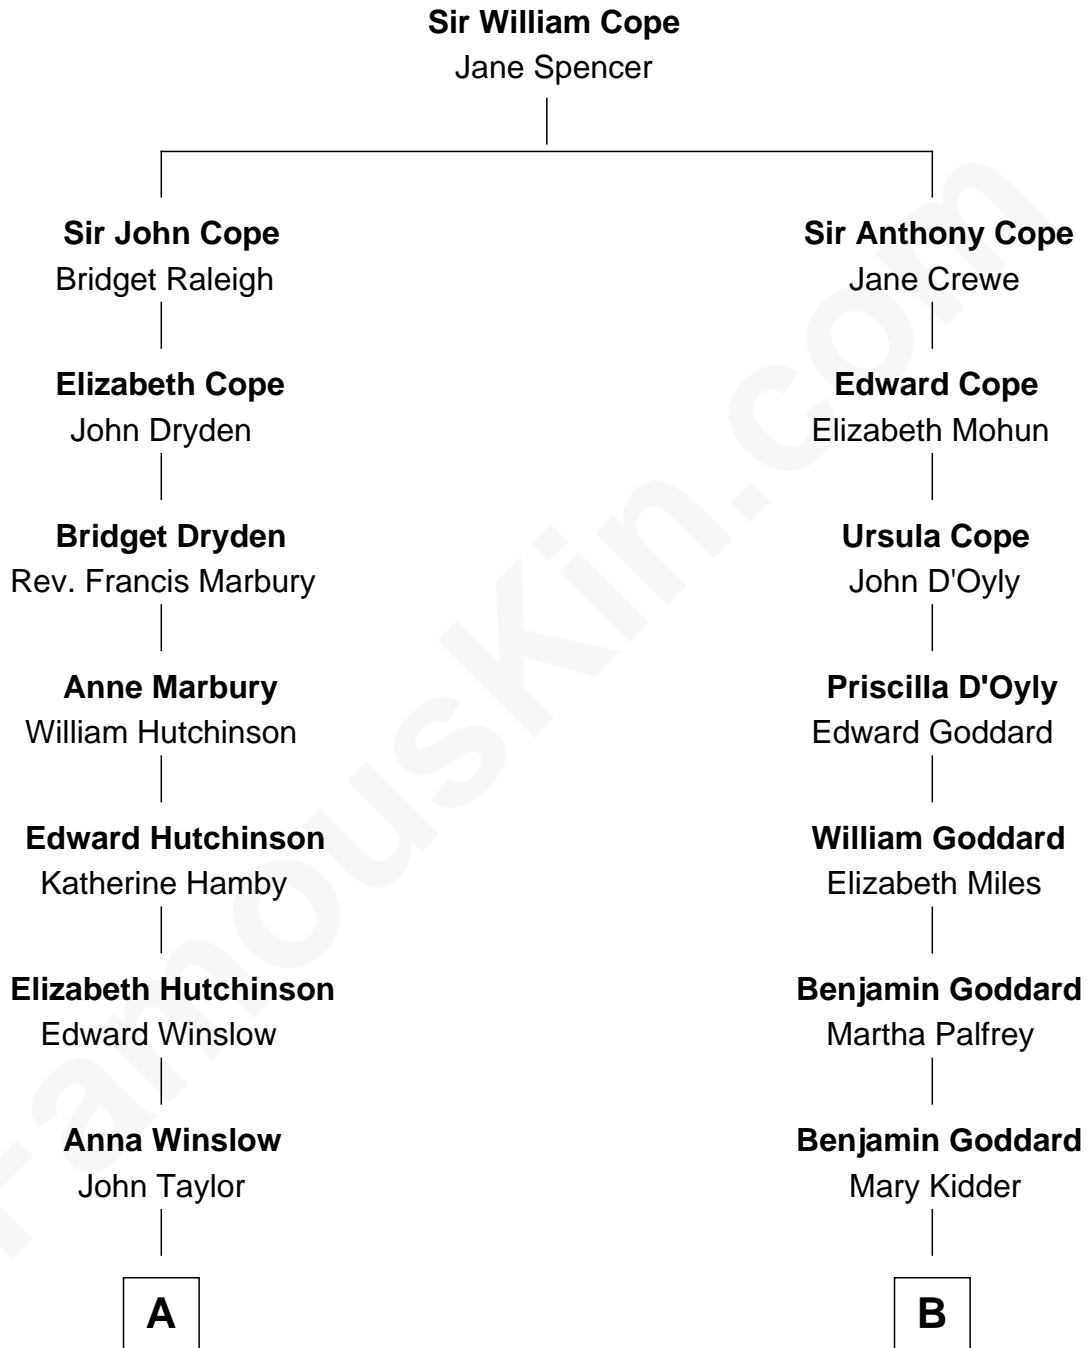 Sir William Cope
Jane Spencer
Sir John Cope
Bridget Raleigh
Sir Anthony Cope
Jane Crewe
Elizabeth Cope
John Dryden
Edward Cope
Elizabeth Mohun
Bridget Dryden
Rev. Francis Marbury
Ursula Cope
John D'Oyly
Anne Marbury
William Hutchinson
Priscilla D'Oyly
Edward Goddard
Edward Hutchinson
Katherine Hamby
William Goddard
Elizabeth Miles
Elizabeth Hutchinson
Edward Winslow
Benjamin Goddard
Martha Palfrey
Anna Winslow
John Taylor
Benjamin Goddard
Mary Kidder
A
B
FamousKin.com